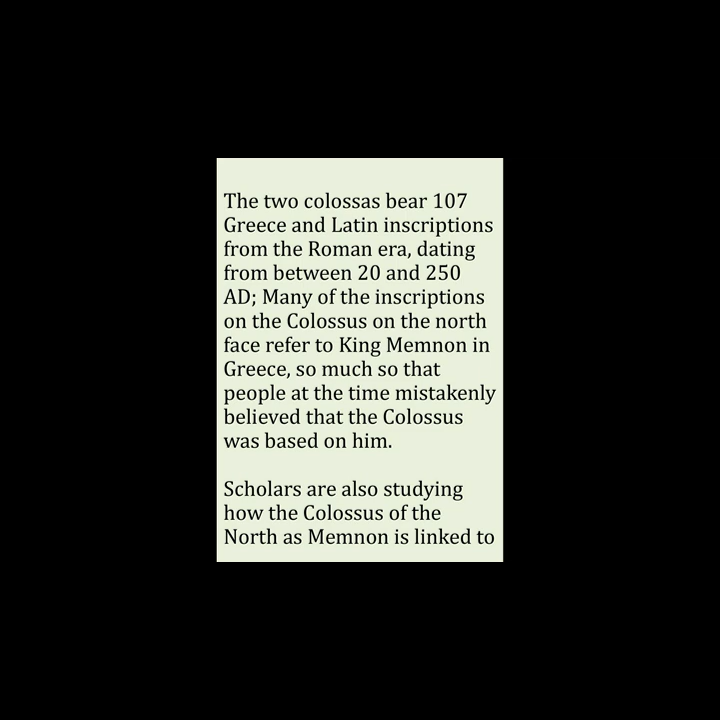 The two colossas bear 107
Greece and Latin inscriptions
from the Roman era, dating
from between 20 and 250
AD; Many of the inscriptions
on the Colossus on the north
face refer to King Memnon in
Greece, so much so that
people at the time mistakenly
believed that the Colossus
was based on him.

Scholars are also studying
how the Colossus of the
North as Memnon is linked to